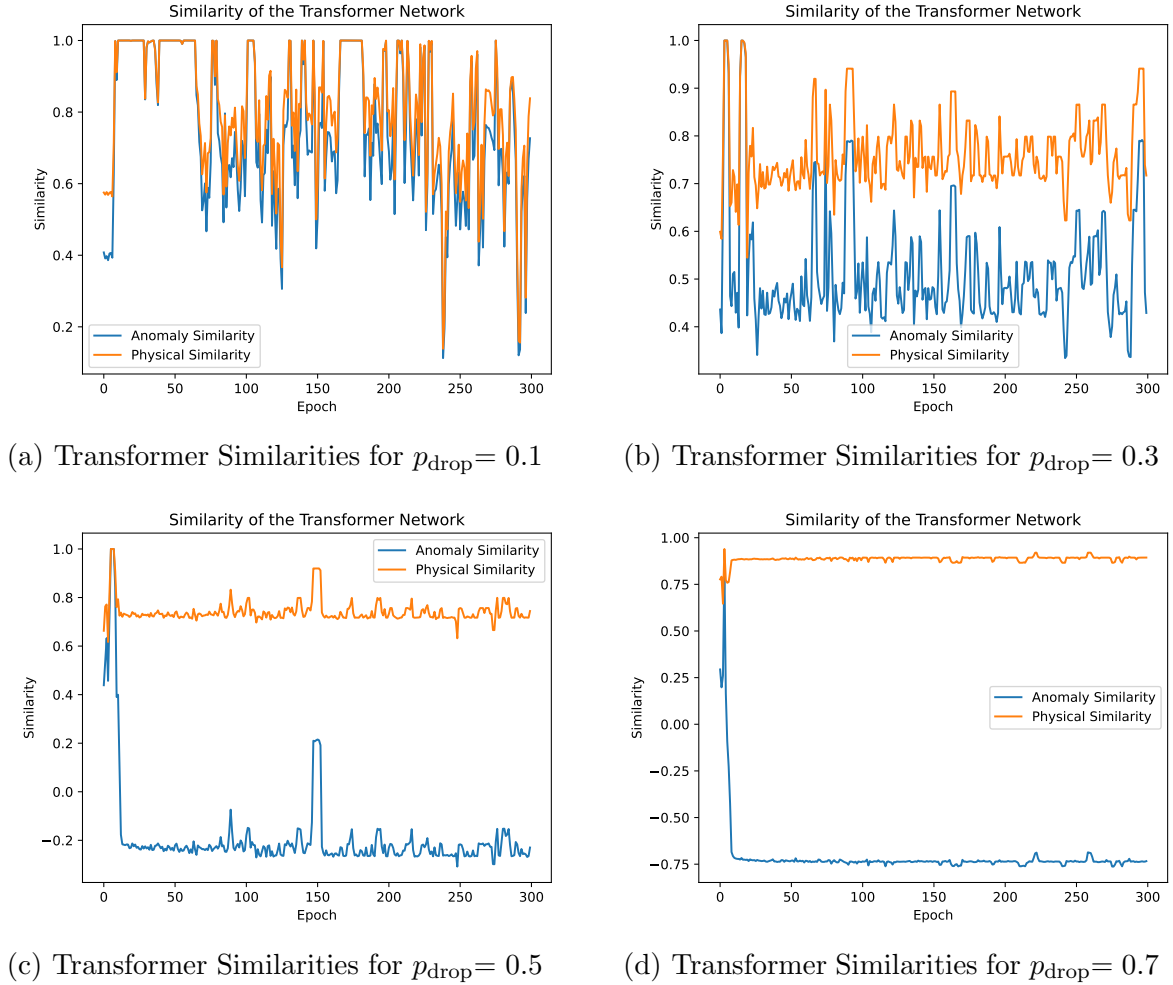 Similarity of the Transformer Network
1.0
0.8
0.6
0.4
0.2
Similarity
Anomaly Similarity
Physical Similarity
0 50 100 150 200 250 300
Epoch
(a) Transformer Similarities for p_drop = 0.1
Similarity of the Transformer Network
1.0
0.9
0.8
0.7
0.6
0.5
0.4
Similarity
Anomaly Similarity
Physical Similarity
0 50 100 150 200 250 300
Epoch
(b) Transformer Similarities for p_drop = 0.3
Similarity of the Transformer Network
1.0
0.8
0.6
0.4
0.2
0.0
−0.2
Similarity
Anomaly Similarity
Physical Similarity
0 50 100 150 200 250 300
Epoch
(c) Transformer Similarities for p_drop = 0.5
Similarity of the Transformer Network
1.00
0.75
0.50
0.25
0.00
−0.25
−0.50
−0.75
Similarity
Anomaly Similarity
Physical Similarity
0 50 100 150 200 250 300
Epoch
(d) Transformer Similarities for p_drop = 0.7